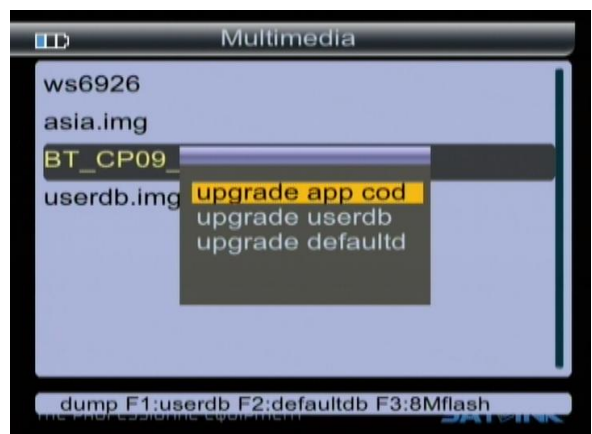 Multimedia
ws6926
asia.img
BT_CP09_
userdb.img
upgrade app cod
upgrade userdb
upgrade defaultd
dump F1:userdb F2:defaultdb F3:8Mflash